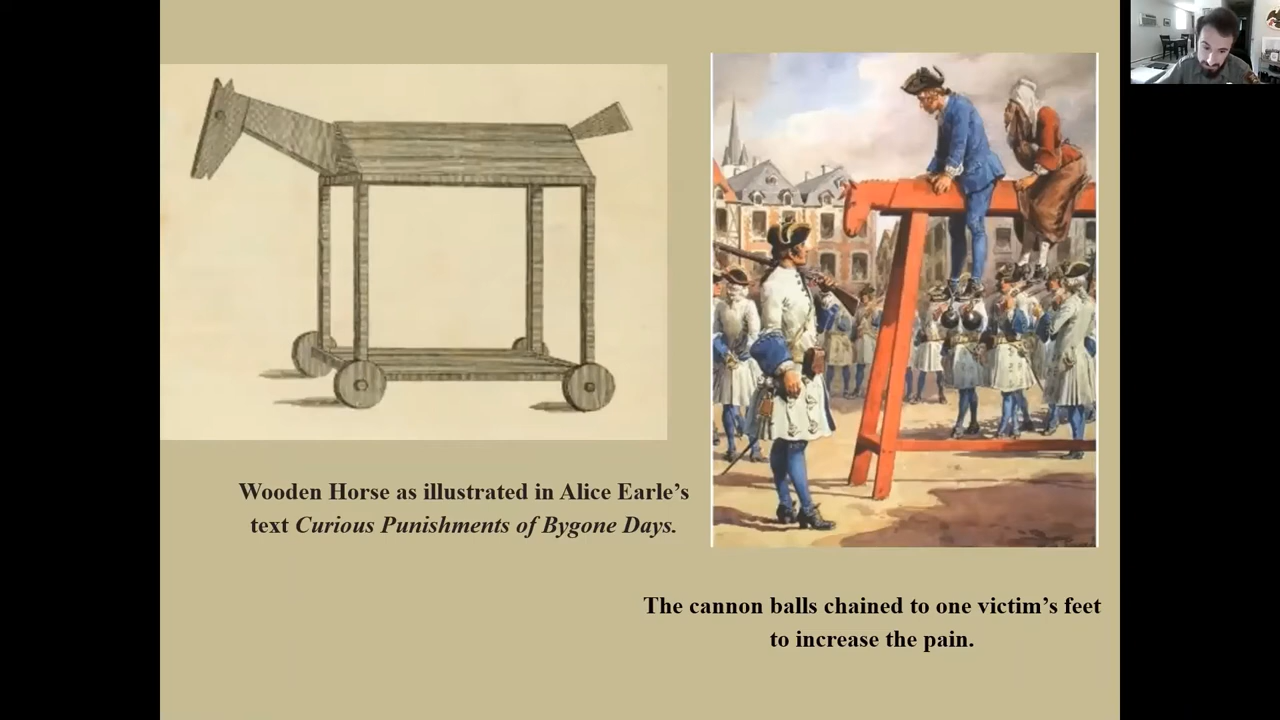 Wooden Horse as illustrated in Alice Earle’s
text Curious Punishments of Bygone Days.
The cannon balls chained to one victim’s feet
to increase the pain.